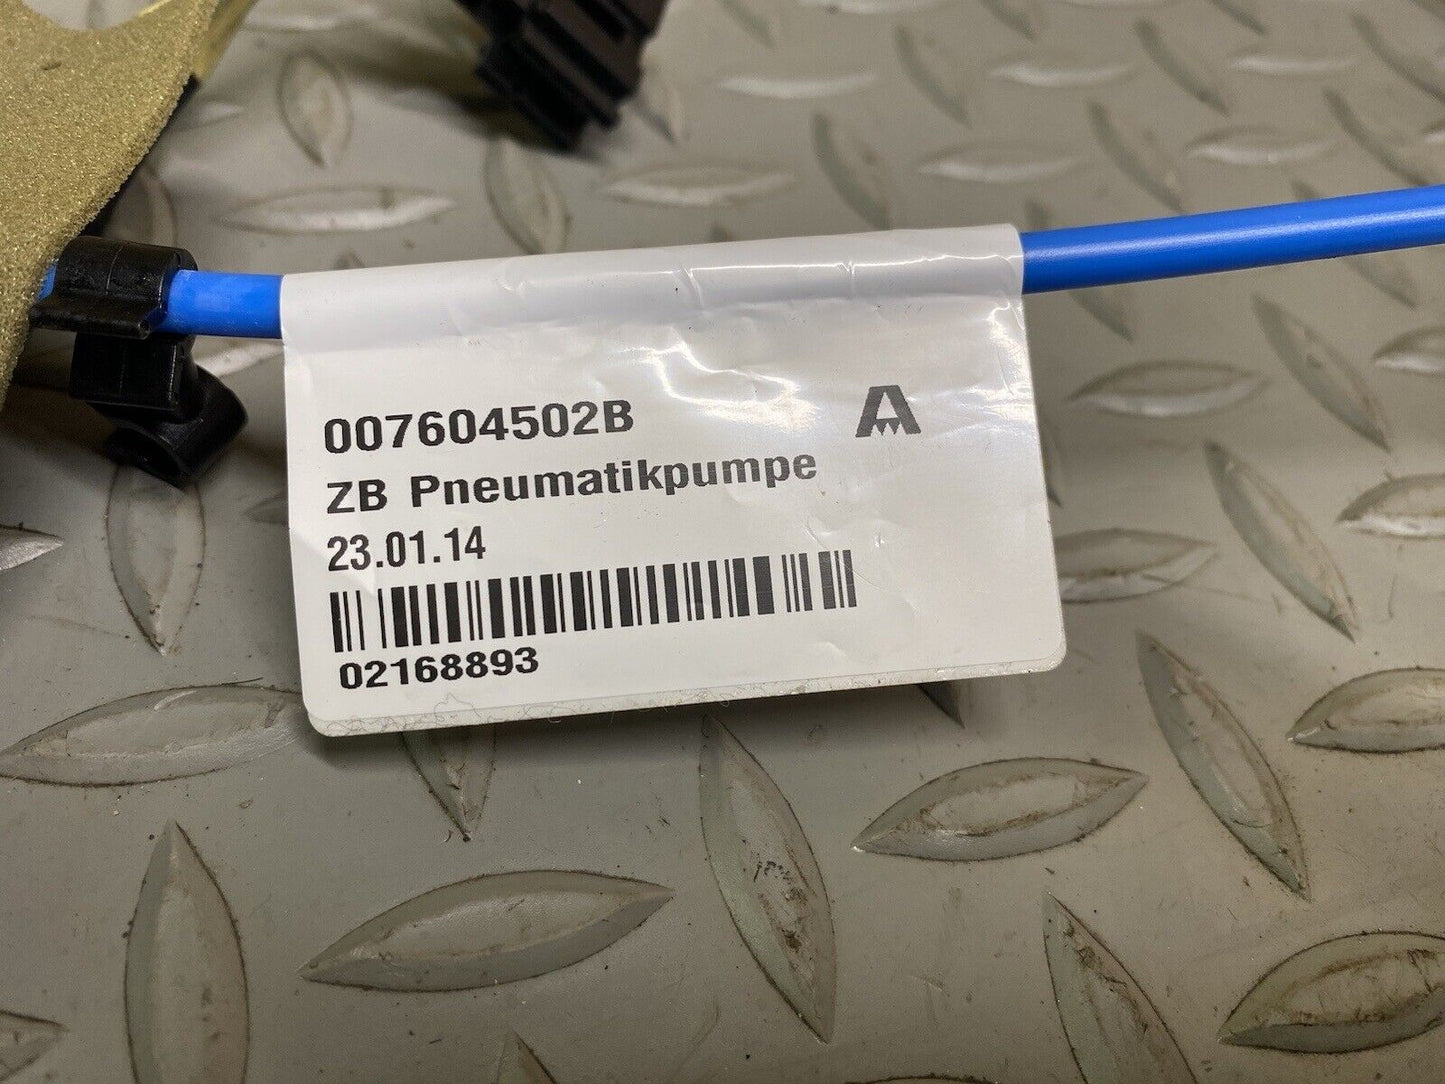 007604502B
ZB Pneumatikpumpe
23.01.14
02168893